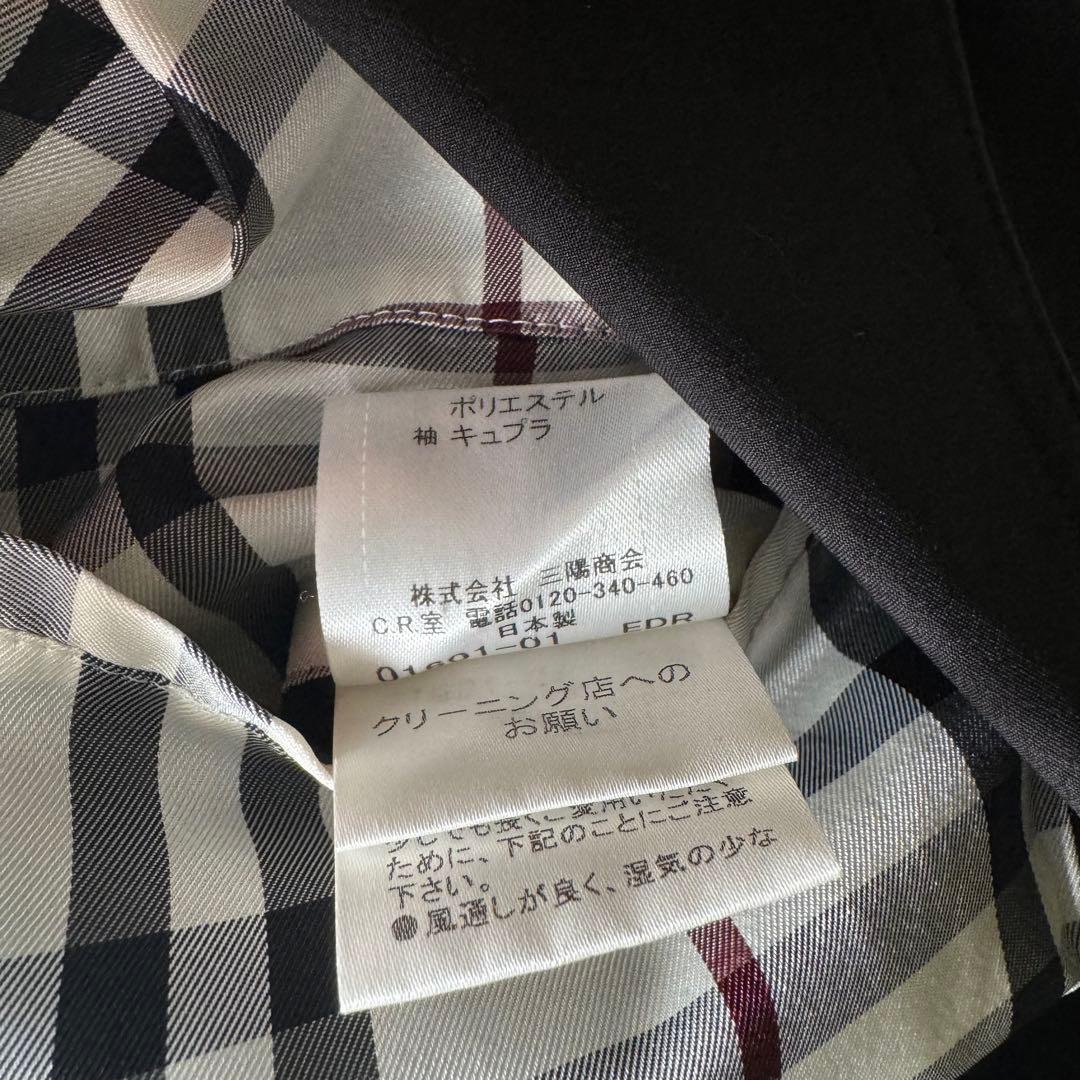 ポリエステル
袖 キュプラ
株式会社 三陽商会
C.R.室 電話0120-340-460
日本製
クリーニング店への
お願い
ために、下記のことにご注意
下さい。
●風通しが良く、湿気の少な